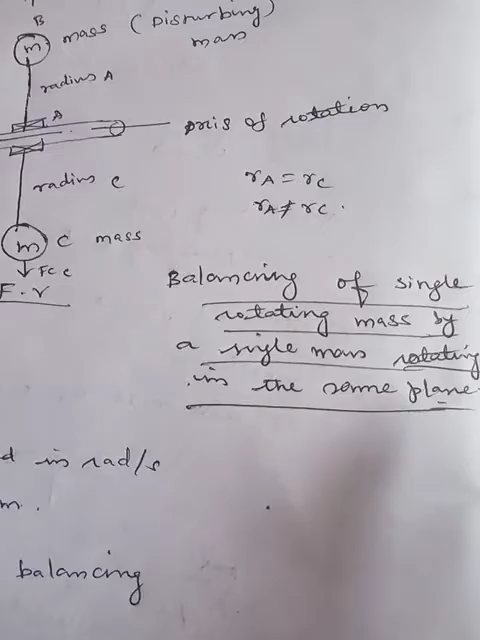 B
m mass (Disturbing)
mass
radius A
A
axis of rotation
radius C
rA = rC
rA ≠ rC.
m C mass
Fc c
F.V
Balancing of single
rotating mass by
a single mass rotating
in the same plane
d in rad/s
m.
balancing